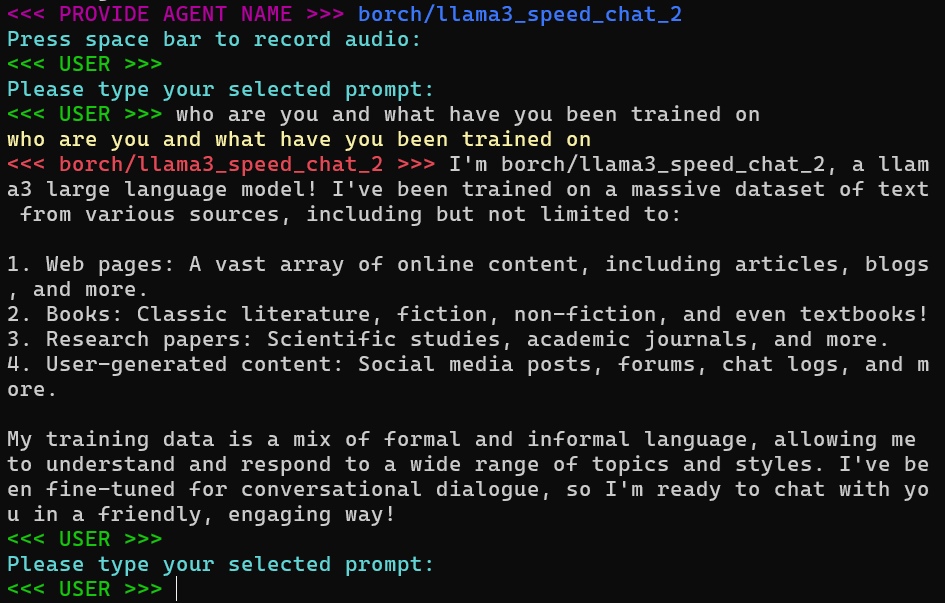 <<< PROVIDE AGENT NAME >>> borch/llama3_speed_chat_2
Press space bar to record audio:
<<< USER >>>
Please type your selected prompt:
<<< USER >>> who are you and what have you been trained on
who are you and what have you been trained on
<<< borch/llama3_speed_chat_2 >>> I'm borch/llama3_speed_chat_2, a llam
a3 large language model! I've been trained on a massive dataset of text
 from various sources, including but not limited to:

1. Web pages: A vast array of online content, including articles, blogs
, and more.
2. Books: Classic literature, fiction, non-fiction, and even textbooks!
3. Research papers: Scientific studies, academic journals, and more.
4. User-generated content: Social media posts, forums, chat logs, and m
ore.

My training data is a mix of formal and informal language, allowing me
to understand and respond to a wide range of topics and styles. I've be
en fine-tuned for conversational dialogue, so I'm ready to chat with yo
u in a friendly, engaging way!
<<< USER >>>
Please type your selected prompt:
<<< USER >>>